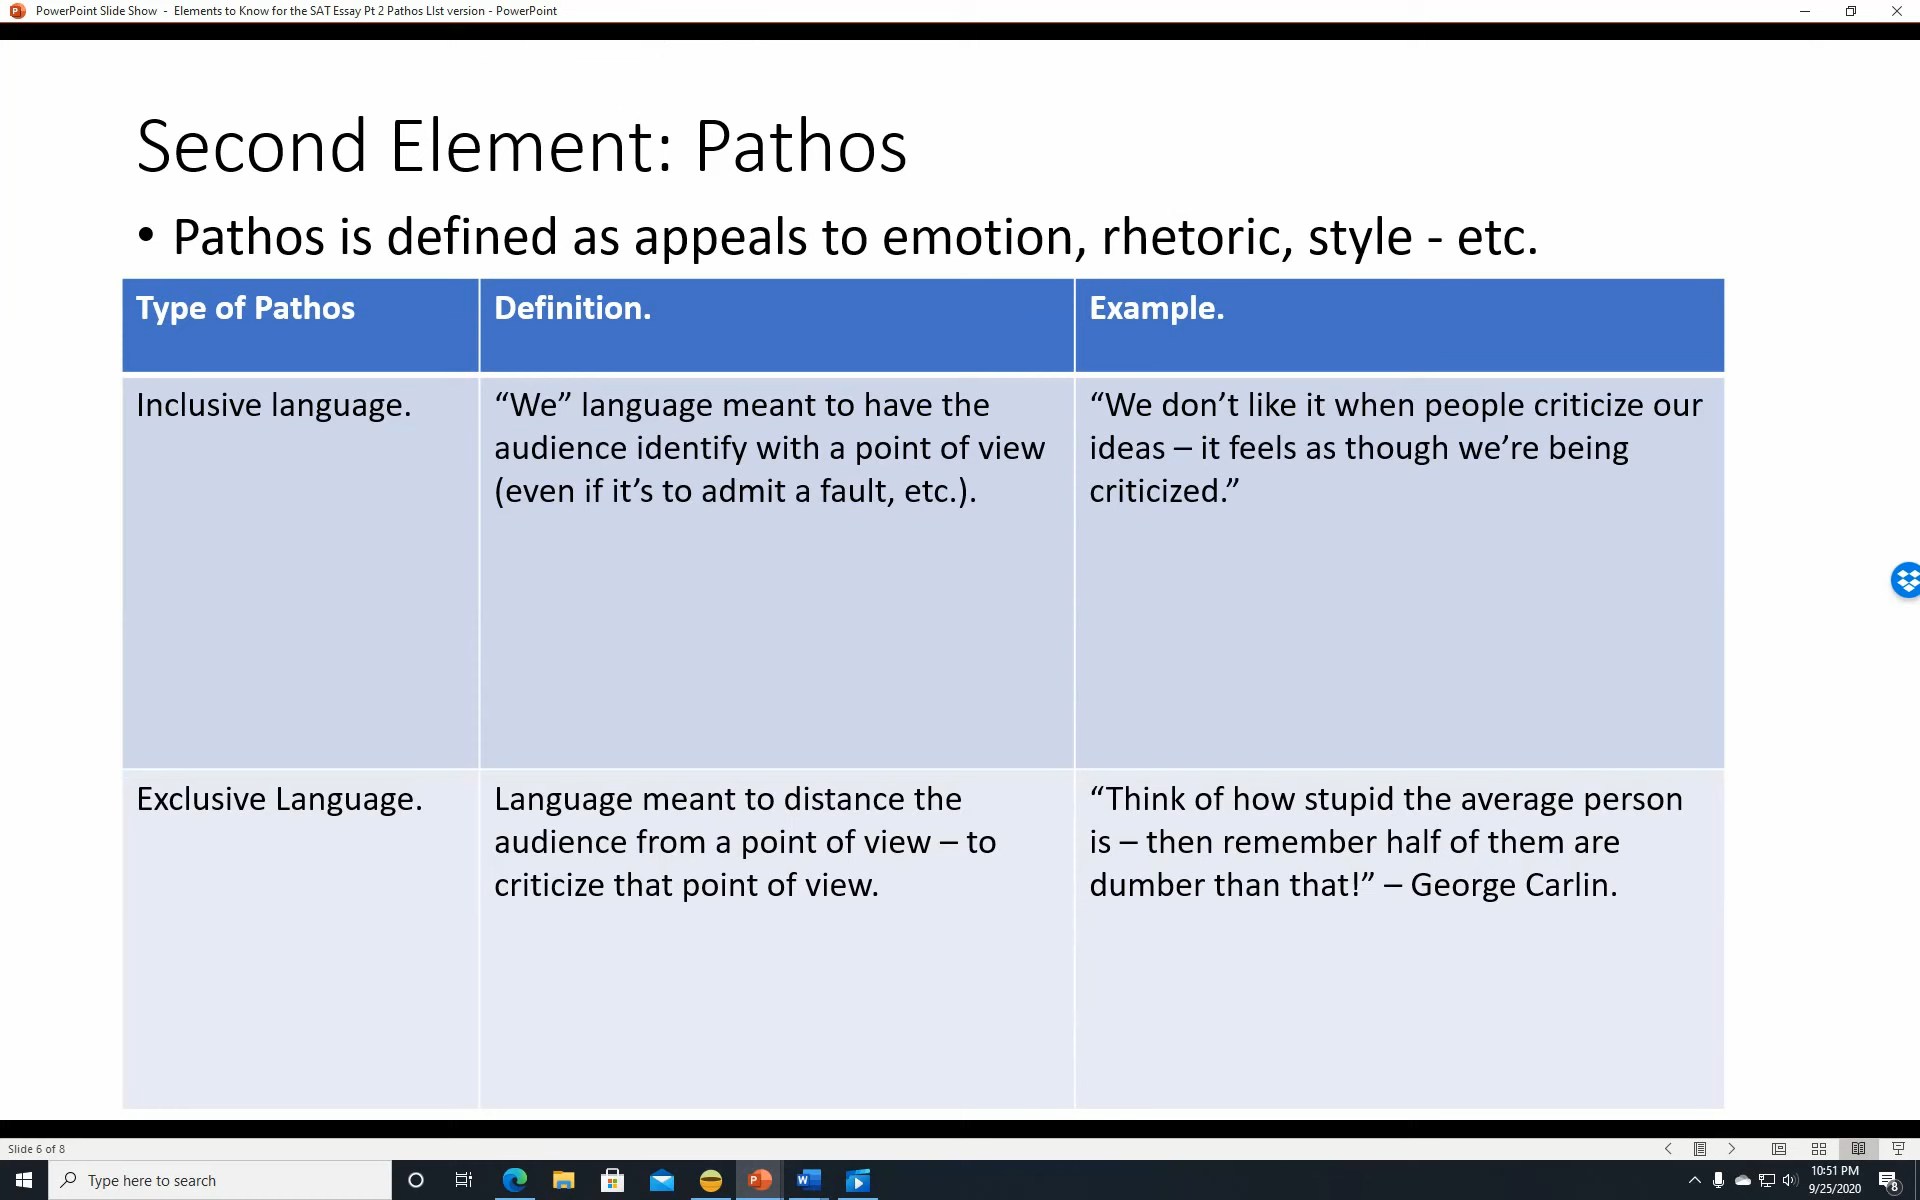 PowerPoint Slide Show - Elements to Know for the SAT Essay Pt 2 Pathos LIst version - PowerPoint
Second Element: Pathos
• Pathos is defined as appeals to emotion, rhetoric, style - etc.
Type of Pathos
Definition.
Example.
Inclusive language.
“We” language meant to have the
audience identify with a point of view
(even if it’s to admit a fault, etc.).
“We don’t like it when people criticize our
ideas – it feels as though we’re being
criticized.”
Exclusive Language.
Language meant to distance the
audience from a point of view – to
criticize that point of view.
“Think of how stupid the average person
is – then remember half of them are
dumber than that!” – George Carlin.
Slide 6 of 8
Type here to search
10:51 PM
9/25/2020
8